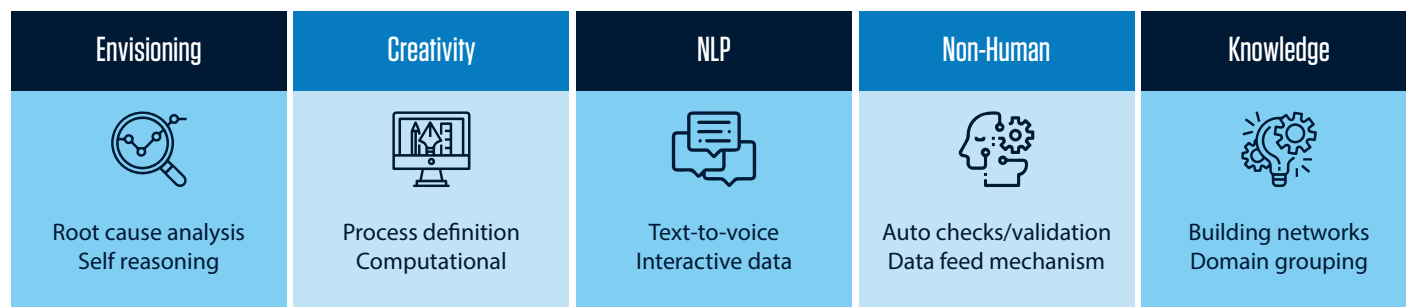 Envisioning
Root cause analysis
Self reasoning
Creativity
Process definition
Computational
NLP
Text-to-voice
Interactive data
Non-Human
Auto checks/validation
Data feed mechanism
Knowledge
Building networks
Domain grouping